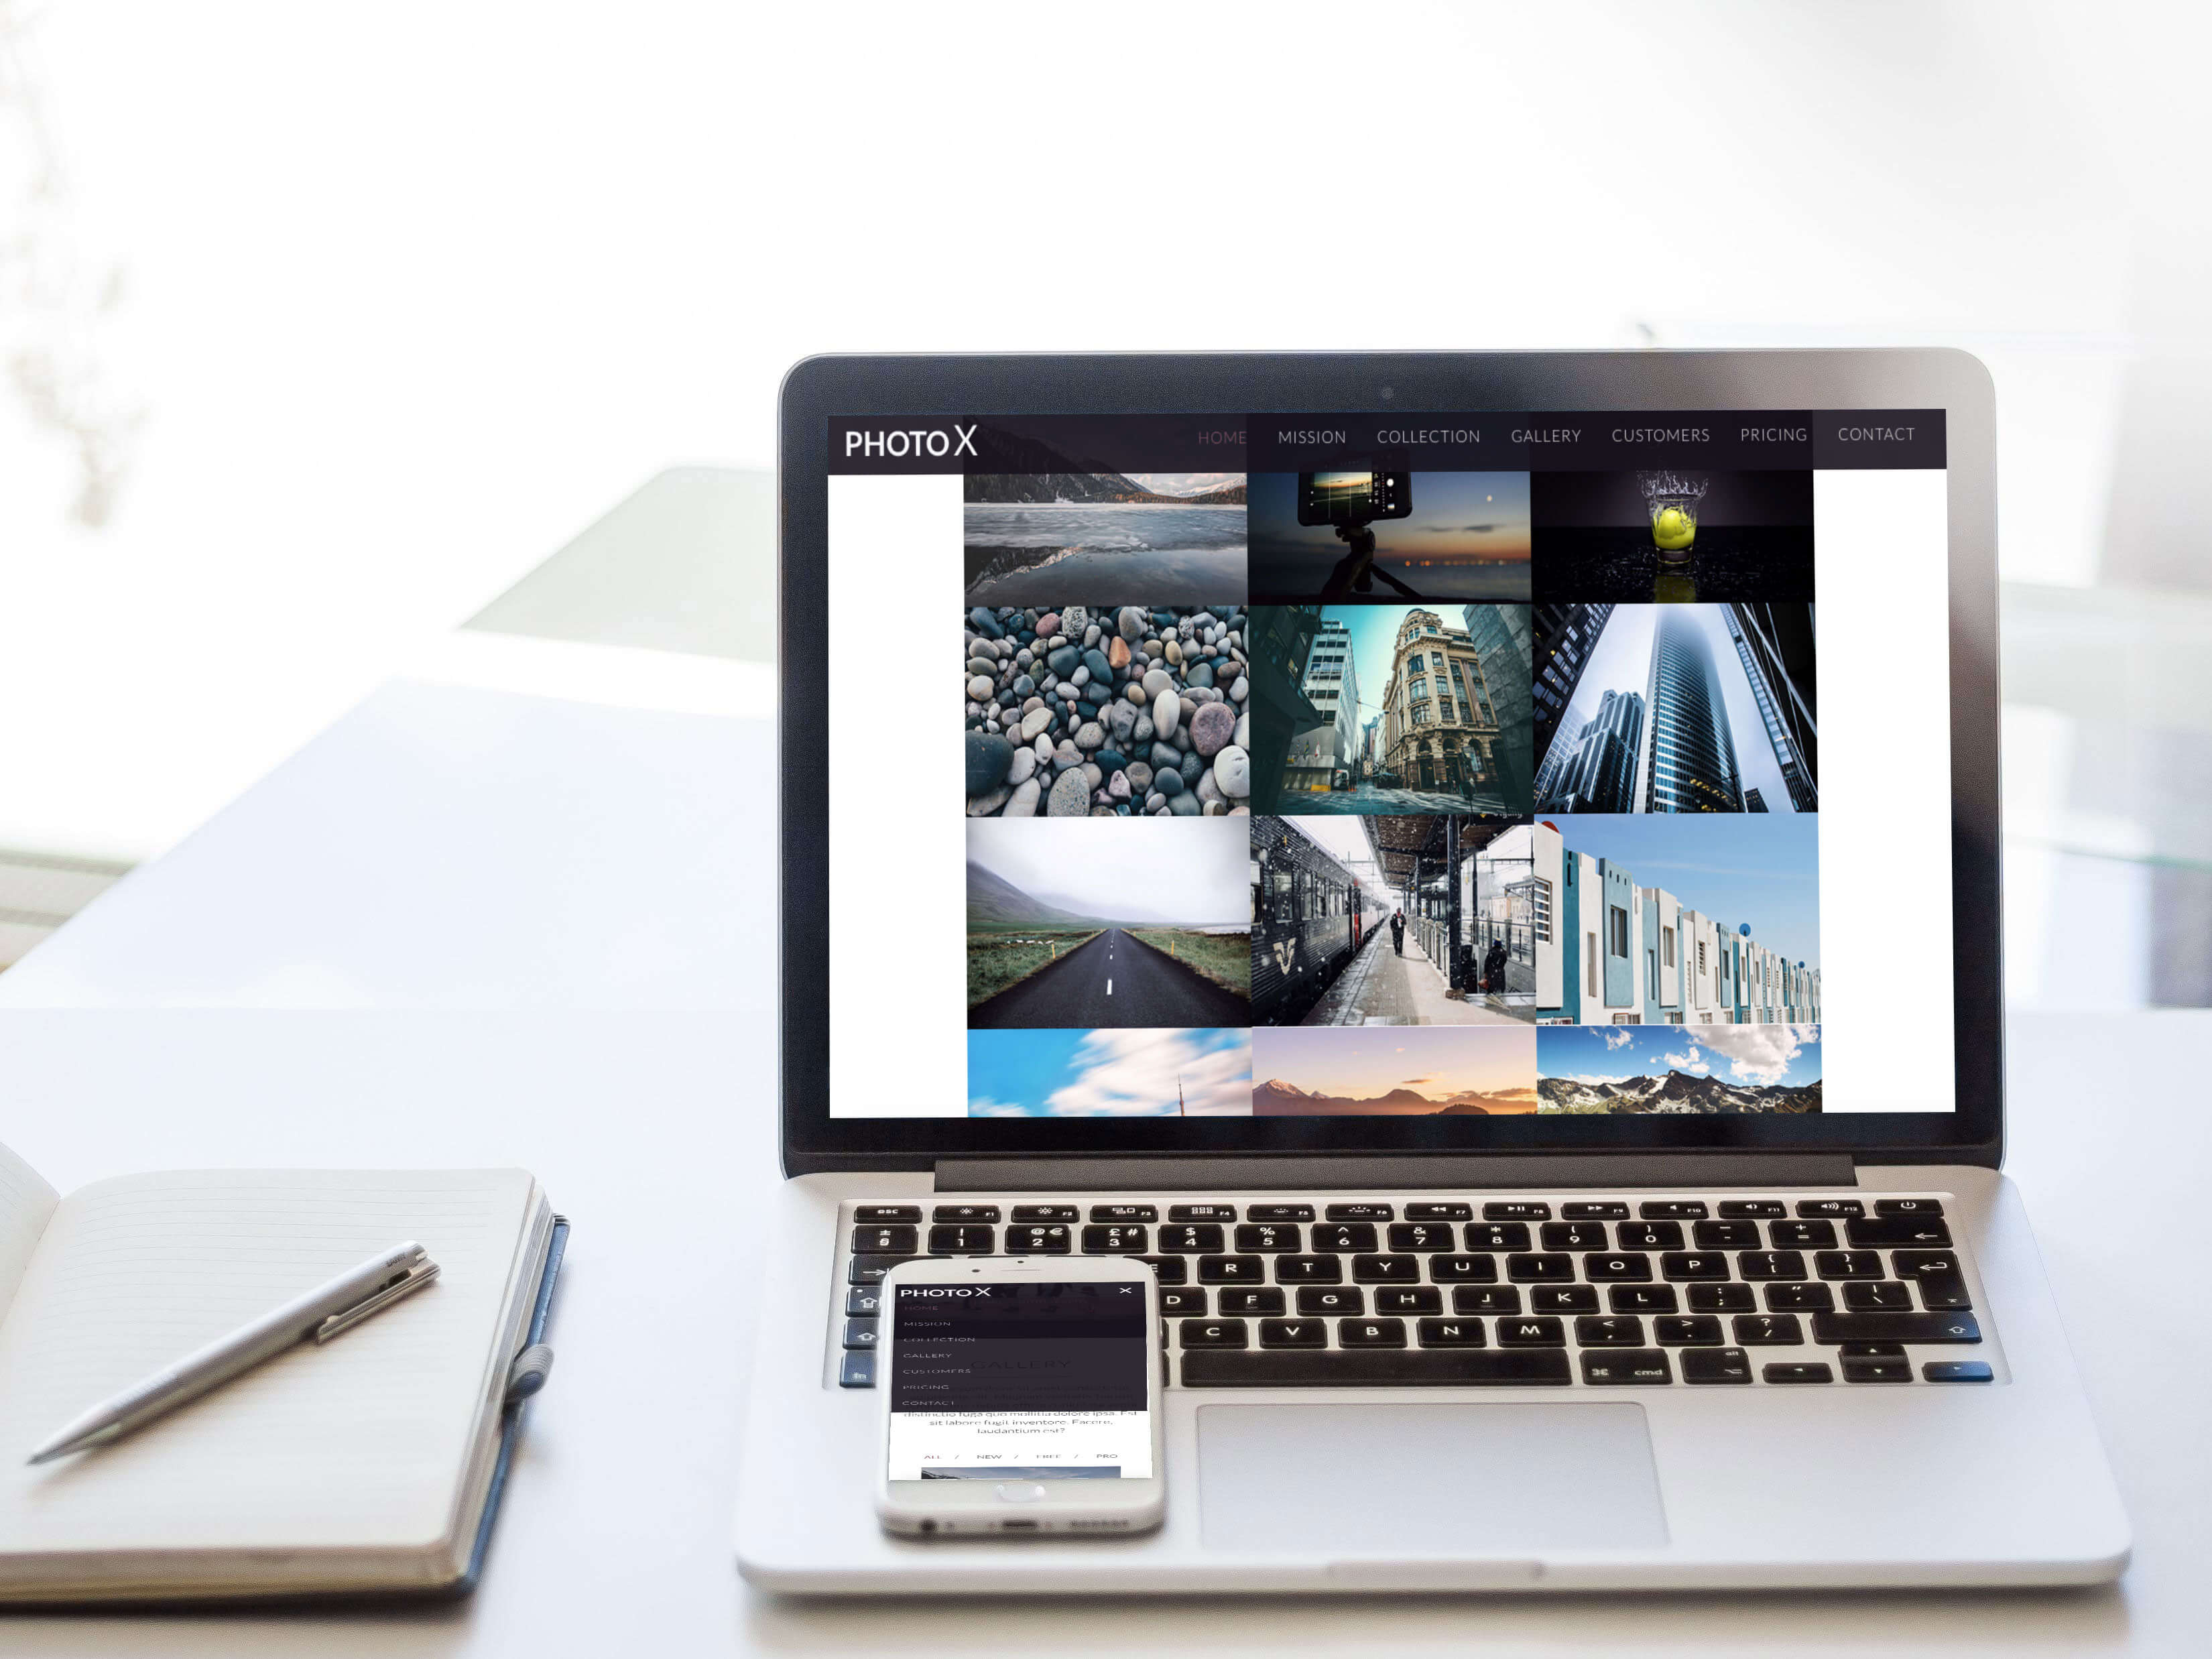 PHOTO X HOME MISSION COLLECTION GALLERY CUSTOMERS PRICING CONTACT
esc F1 F2 F3 F4 F5 F6 F7 F8 F9 F10 F11 F12
± § ! 1 @ € 2 £ # 3 $ 4 % 5 ^ 6 & 7 * 8 ( 9 ) 0 _ - + = ←
E R T Y U I O P { [ } ]
D F G H J K L : ; " ' | \
C V B N M < , > . ? /
fn ⌘ cmd alt
PHOTO X ×
HOME
MISSION
COLLECTION
GALLERY
GALLERY
CUSTOMERS
PRICING
CONTACT
distinctio fuga quo mollitia dolore ipsa. Est
sit labore fugit inventore. Facere,
laudantium est?
ALL / NEW / FREE / PRO